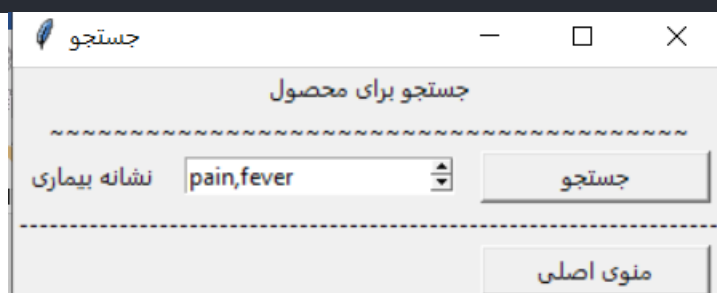 جستجو
جستجو برای محصول
~~~~~~~~~~~~~~~~~~~~~~~~~~~~~~~~~~~~~~~~
نشانه بیماری pain,fever جستجو
--------------------------------------------------------------------------------
منوی اصلی